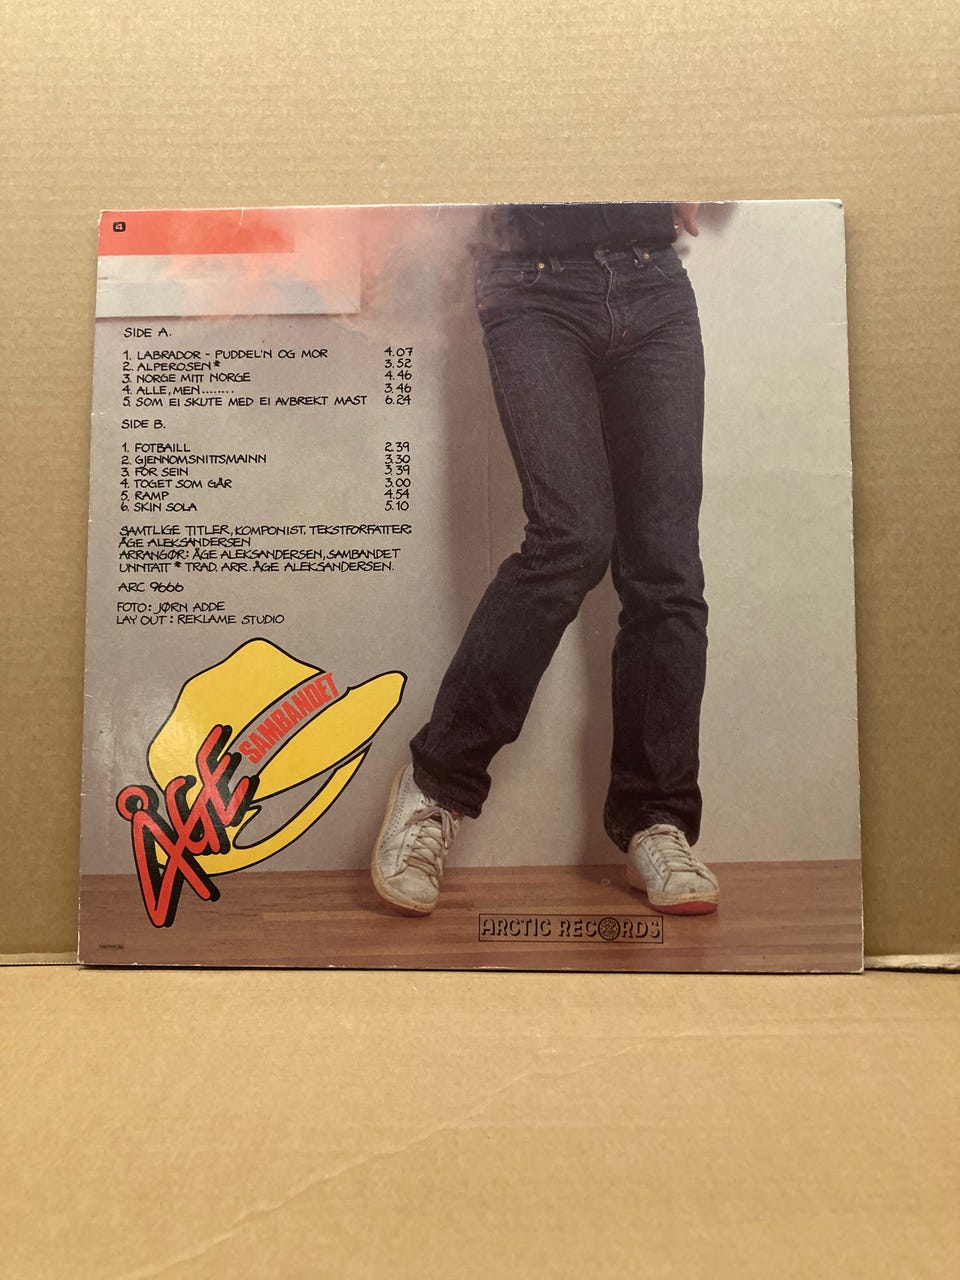 4
SIDE A.
1. LABRADOR - PUDDEL'N OG MOR 4.07
2. ALPEROSEN* 3.52
3. NORGE MITT NORGE 4.46
4. ALLE, MEN........ 3.46
5. SOM EI SKUTE MED EI AVBREKT MAST 6.24
SIDE B.
1. FOTBAILL 2.39
2. GJENNOMSNITTSMAINN 3.30
3. FOR SEIN 3.39
4. TOGET SOM GÅR 3.00
5. RAMP 4.54
6. SKIN SOLA 5.10
SAMTLIGE TITLER, KOMPONIST, TEKSTFORFATTER:
ÅGE ALEKSANDERSEN
ARRANGØR: ÅGE ALEKSANDERSEN, SAMBANDET
UNNTATT * TRAD. ARR. ÅGE ALEKSANDERSEN.
ARC 9666
FOTO: JØRN ADDE
LAY OUT: REKLAME STUDIO
SAMBANDET
ÅGE
ARCTIC RECORDS